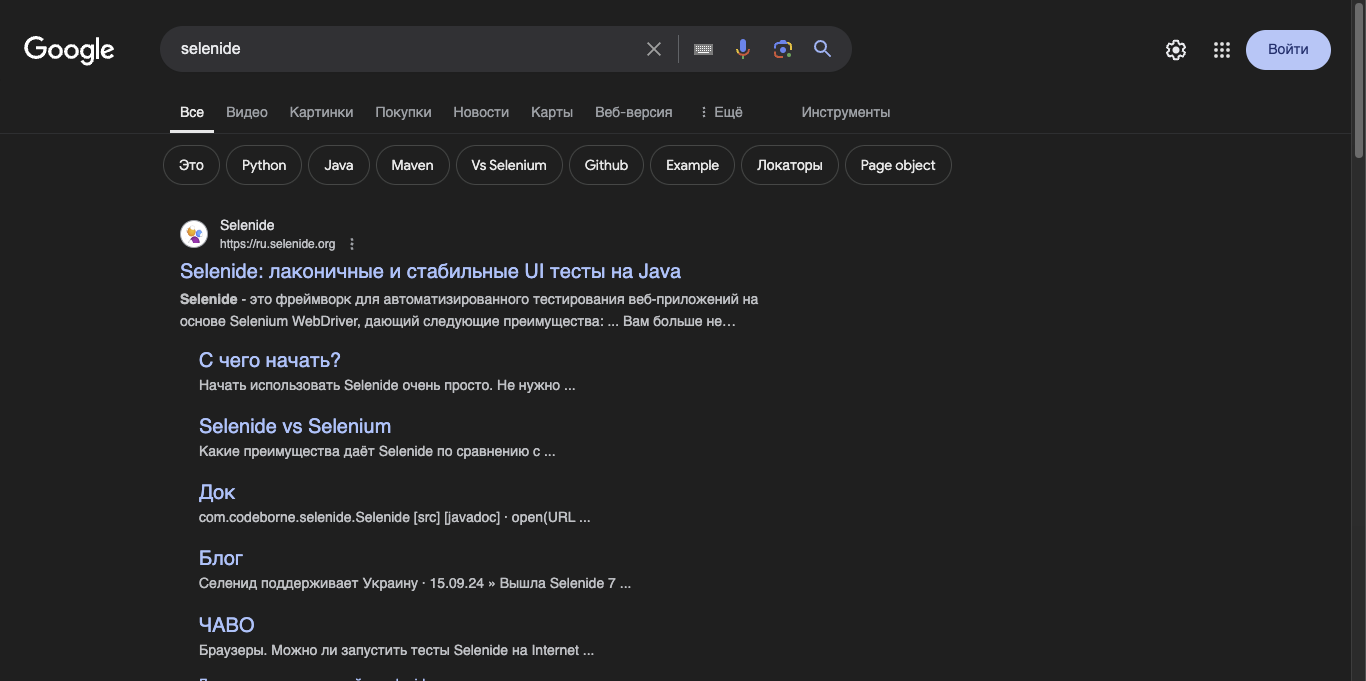 Google
selenide
Войти
Все Видео Картинки Покупки Новости Карты Веб-версия Ещё Инструменты
Это Python Java Maven Vs Selenium Github Example Локаторы Page object
Selenide
https://ru.selenide.org
Selenide: лаконичные и стабильные UI тесты на Java
Selenide - это фреймворк для автоматизированного тестирования веб-приложений на
основе Selenium WebDriver, дающий следующие преимущества: ... Вам больше не…
С чего начать?
Начать использовать Selenide очень просто. Не нужно ...
Selenide vs Selenium
Какие преимущества даёт Selenide по сравнению с ...
Док
com.codeborne.selenide.Selenide [src] [javadoc] · open(URL ...
Блог
Селенид поддерживает Украину · 15.09.24 » Вышла Selenide 7 ...
ЧАВО
Браузеры. Можно ли запустить тесты Selenide на Internet ...